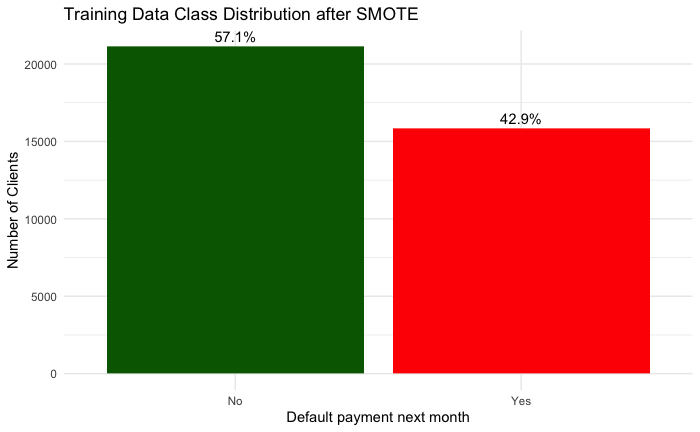 Training Data Class Distribution after SMOTE
57.1%
42.9%
20000
15000
10000
5000
0
Number of Clients
No Yes
Default payment next month